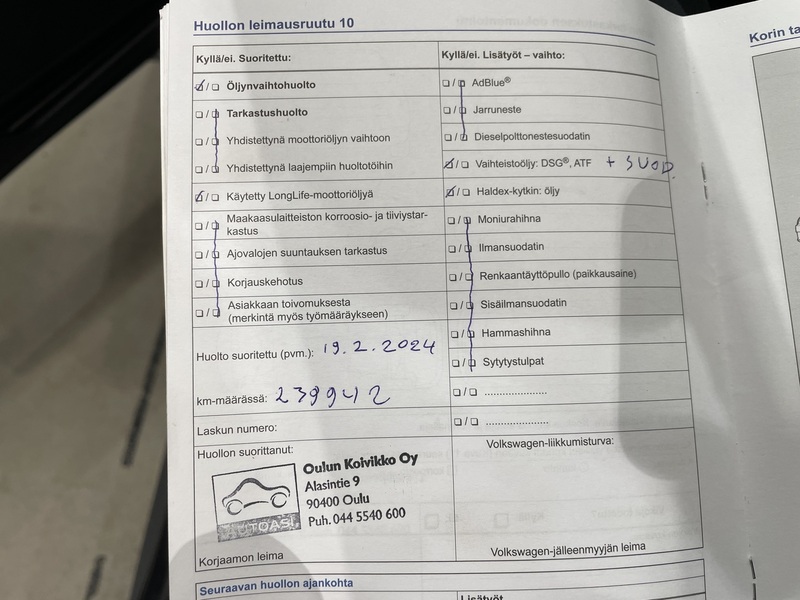 Huollon leimausruutu 10
Korin ta
Kyllä/ei. Suoritettu:
Öljynvaihtohuolto
Tarkastushuolto
Yhdistettynä moottoriöljyn vaihtoon
Yhdistettynä laajempiin huoltotöihin
Käytetty LongLife-moottoriöljyä
Maakaasulaitteiston korroosio- ja tiiviystar-
kastus
Ajovalojen suuntauksen tarkastus
Korjauskehotus
Asiakkaan toivomuksesta
(merkintä myös työmääräykseen)
Huolto suoritettu (pvm.): 19.2.2024
km-määrässä: 239942
Laskun numero:
Huollon suorittanut:
Oulun Koivikko Oy
Alasintie 9
90400 Oulu
Puh. 044 5540 600
Korjaamon leima
Kyllä/ei. Lisätyöt – vaihto:
AdBlue®
Jarruneste
Dieselpolttonestesuodatin
Vaihteistoöljy: DSG®, ATF + SUOD.
Haldex-kytkin: öljy
Moniurahihna
Ilmansuodatin
Renkaantäyttöpullo (paikkausaine)
Sisäilmansuodatin
Hammashihna
Sytytystulpat
Volkswagen-liikkumisturva:
Volkswagen-jälleenmyyjän leima
Seuraavan huollon ajankohta
Lisätyöt